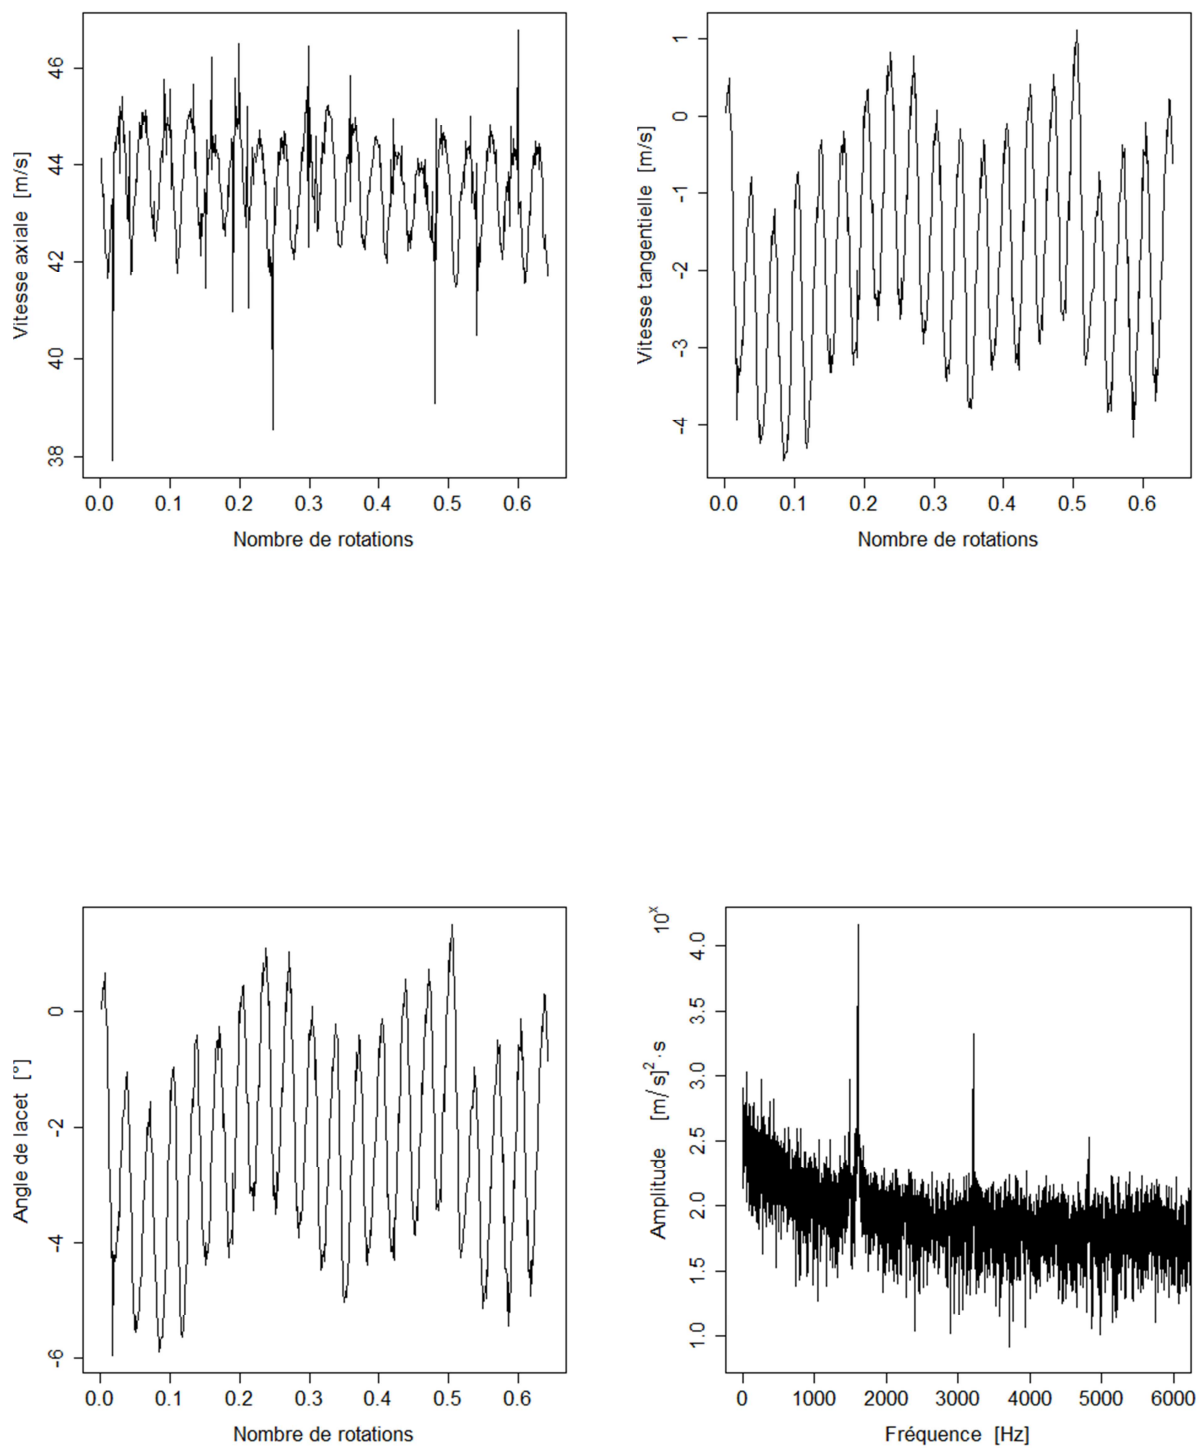 Vitesse axiale [m/s]
38 40 42 44 46
0.0 0.1 0.2 0.3 0.4 0.5 0.6
Nombre de rotations
Vitesse tangentielle [m/s]
-4 -3 -2 -1 0 1
0.0 0.1 0.2 0.3 0.4 0.5 0.6
Nombre de rotations
Angle de lacet [°]
-6 -4 -2 0
0.0 0.1 0.2 0.3 0.4 0.5 0.6
Nombre de rotations
Amplitude [m/s]²·s 10ˣ
1.0 1.5 2.0 2.5 3.0 3.5 4.0
0 1000 2000 3000 4000 5000 6000
Fréquence [Hz]